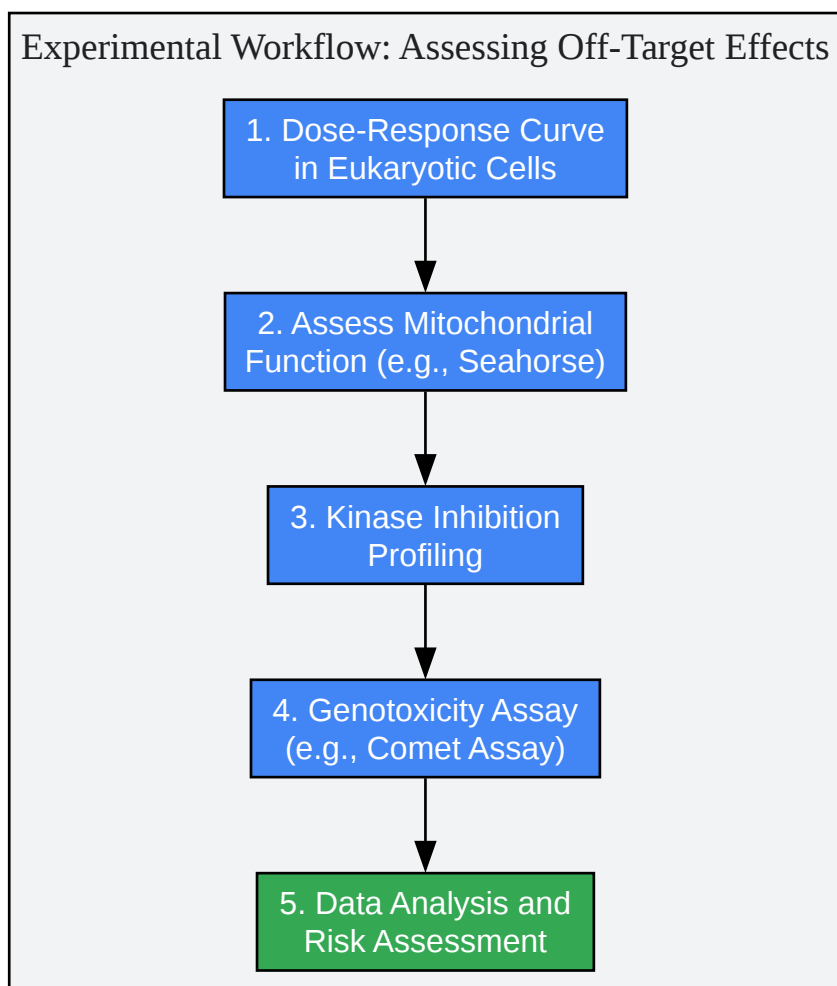 Experimental Workflow: Assessing Off-Target Effects
1. Dose-Response Curve
in Eukaryotic Cells
2. Assess Mitochondrial
Function (e.g., Seahorse)
3. Kinase Inhibition
Profiling
4. Genotoxicity Assay
(e.g., Comet Assay)
5. Data Analysis and
Risk Assessment